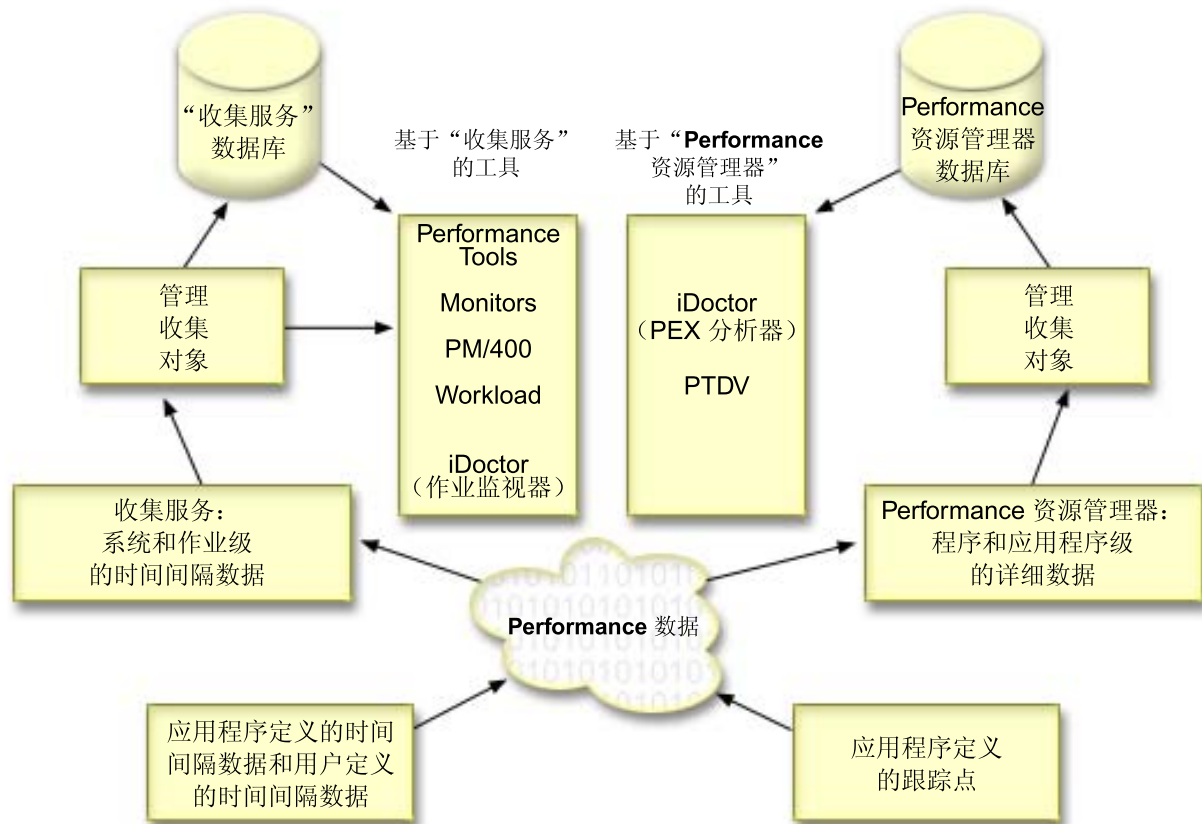 “收集服务”
数据库
Performance
资源管理器
数据库
基于“收集服务”
的工具
基于“Performance
资源管理器”
的工具
Performance
Tools
Monitors
PM/400
Workload
iDoctor
（作业监视器）
iDoctor
（PEX 分析器）
PTDV
管理
收集
对象
管理
收集
对象
收集服务：
系统和作业级
的时间间隔数据
Performance 资源管理器：
程序和应用程序级
的详细数据
Performance 数据
应用程序定义的时间
间隔数据和用户定义
的时间间隔数据
应用程序定义
的跟踪点